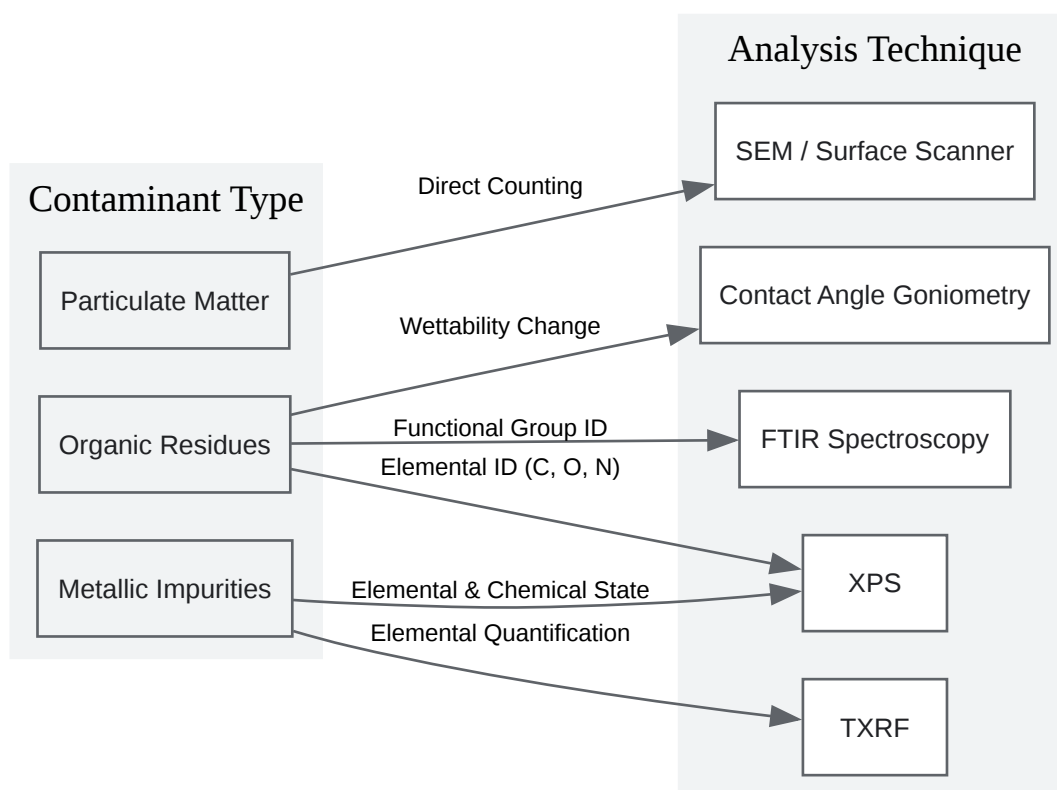 Contaminant Type
Particulate Matter
Organic Residues
Metallic Impurities
Direct Counting
Wettability Change
Functional Group ID
Elemental ID (C, O, N)
Elemental & Chemical State
Elemental Quantification
Analysis Technique
SEM / Surface Scanner
Contact Angle Goniometry
FTIR Spectroscopy
XPS
TXRF